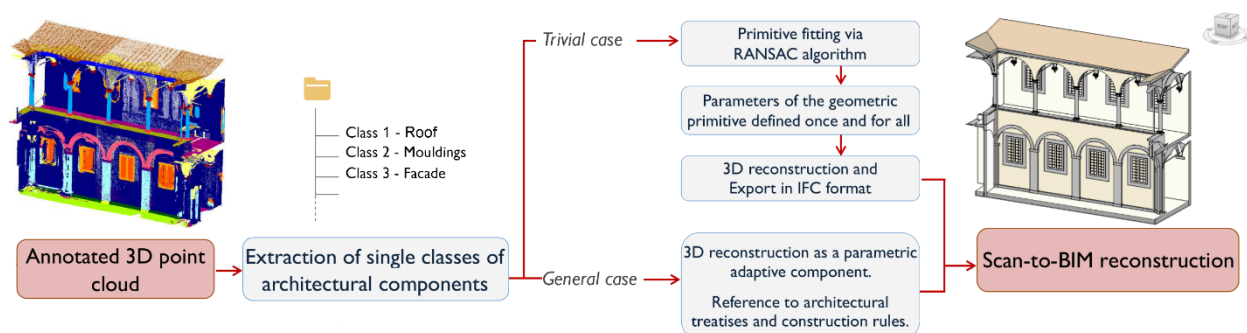 Annotated 3D point
cloud
Class 1 - Roof
Class 2 - Mouldings
Class 3 - Facade
Extraction of single classes of
architectural components
Trivial case
Primitive fitting via
RANSAC algorithm
Parameters of the geometric
primitive defined once and for all
3D reconstruction and
Export in IFC format
General case
3D reconstruction as a parametric
adaptive component.
Reference to architectural
treatises and construction rules.
Scan-to-BIM reconstruction